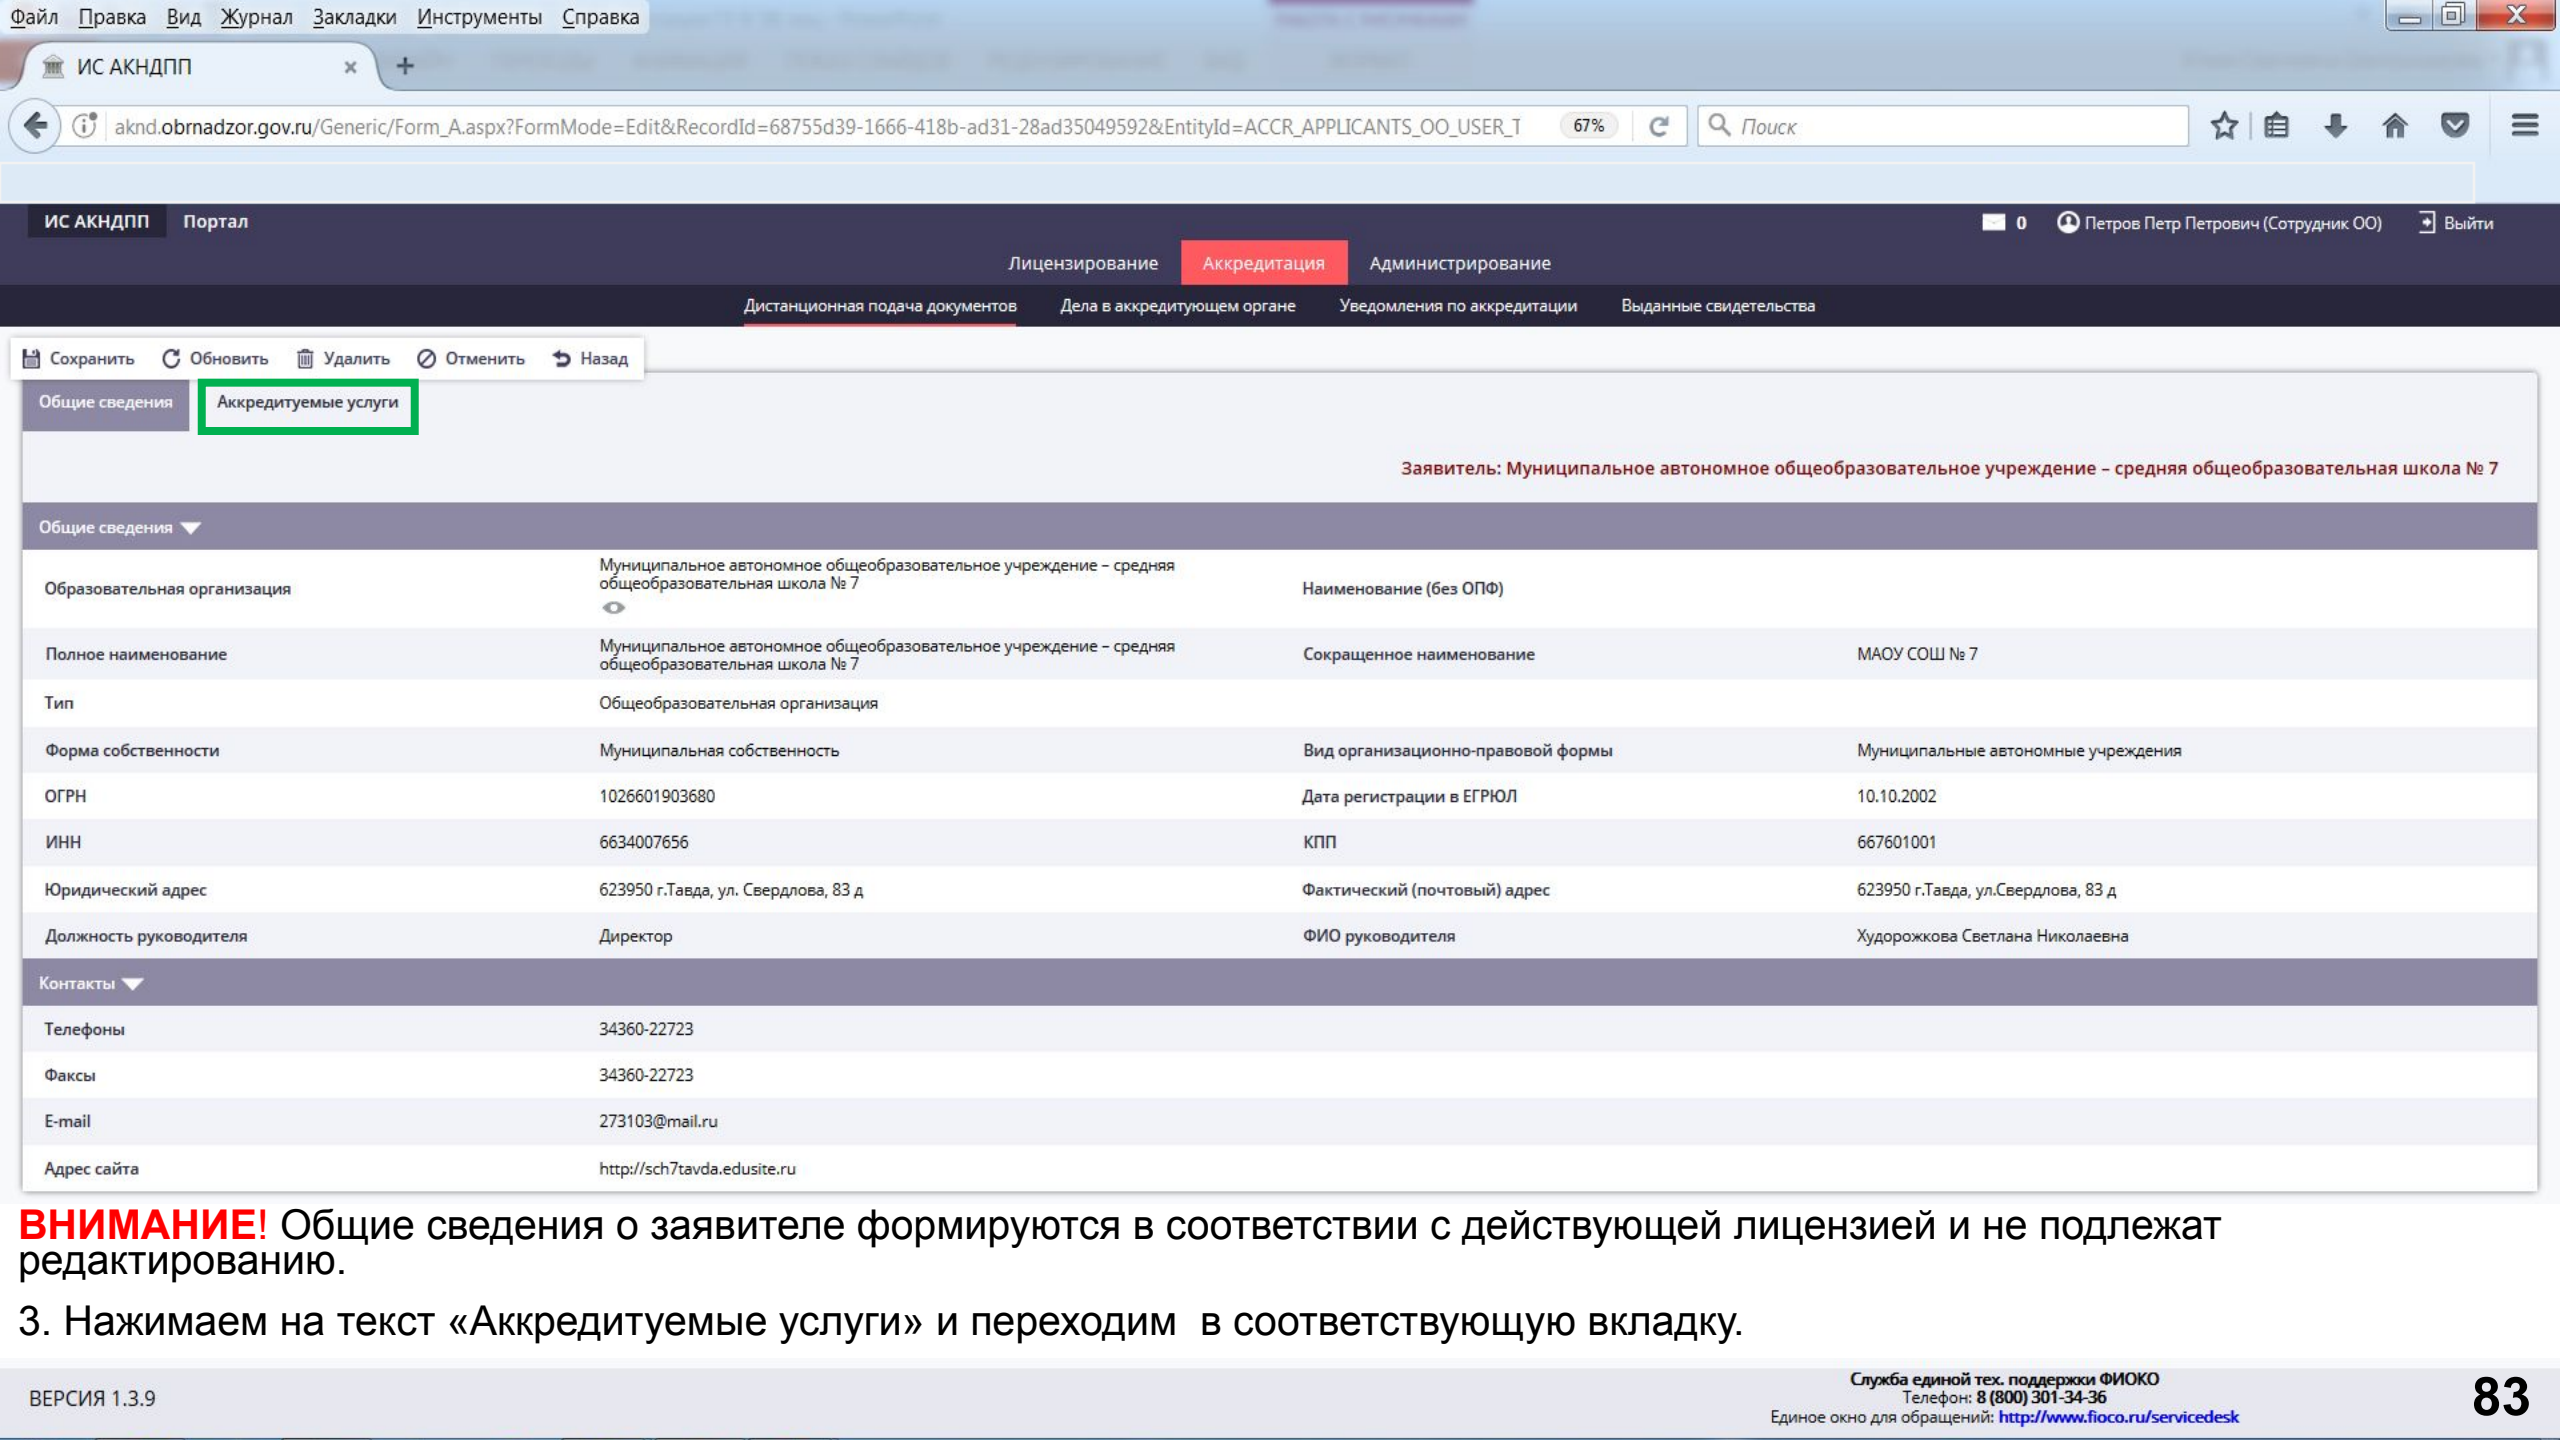 Файл Правка Вид Журнал Закладки Инструменты Справка
ИС АКНДПП
aknd.obrnadzor.gov.ru/Generic/Form_A.aspx?FormMode=Edit&RecordId=68755d39-1666-418b-ad31-28ad35049592&EntityId=ACCR_APPLICANTS_OO_USER_T 67% Поиск
ИС АКНДПП Портал 0 Петров Петр Петрович (Сотрудник ОО) Выйти
Лицензирование Аккредитация Администрирование
Дистанционная подача документов Дела в аккредитующем органе Уведомления по аккредитации Выданные свидетельства
Сохранить Обновить Удалить Отменить Назад
Общие сведения Аккредитуемые услуги
Заявитель: Муниципальное автономное общеобразовательное учреждение – средняя общеобразовательная школа № 7
Общие сведения
Образовательная организация Муниципальное автономное общеобразовательное учреждение – средняя
общеобразовательная школа № 7 Наименование (без ОПФ)
Полное наименование Муниципальное автономное общеобразовательное учреждение – средняя
общеобразовательная школа № 7 Сокращенное наименование МАОУ СОШ № 7
Тип Общеобразовательная организация
Форма собственности Муниципальная собственность Вид организационно-правовой формы Муниципальные автономные учреждения
ОГРН 1026601903680 Дата регистрации в ЕГРЮЛ 10.10.2002
ИНН 6634007656 КПП 667601001
Юридический адрес 623950 г.Тавда, ул. Свердлова, 83 д Фактический (почтовый) адрес 623950 г.Тавда, ул.Свердлова, 83 д
Должность руководителя Директор ФИО руководителя Худорожкова Светлана Николаевна
Контакты
Телефоны 34360-22723
Факсы 34360-22723
E-mail 273103@mail.ru
Адрес сайта http://sch7tavda.edusite.ru
ВНИМАНИЕ! Общие сведения о заявителе формируются в соответствии с действующей лицензией и не подлежат
редактированию.
3. Нажимаем на текст «Аккредитуемые услуги» и переходим  в соответствующую вкладку.
ВЕРСИЯ 1.3.9
Служба единой тех. поддержки ФИОКО
Телефон: 8 (800) 301-34-36
Единое окно для обращений: http://www.fioco.ru/servicedesk
83